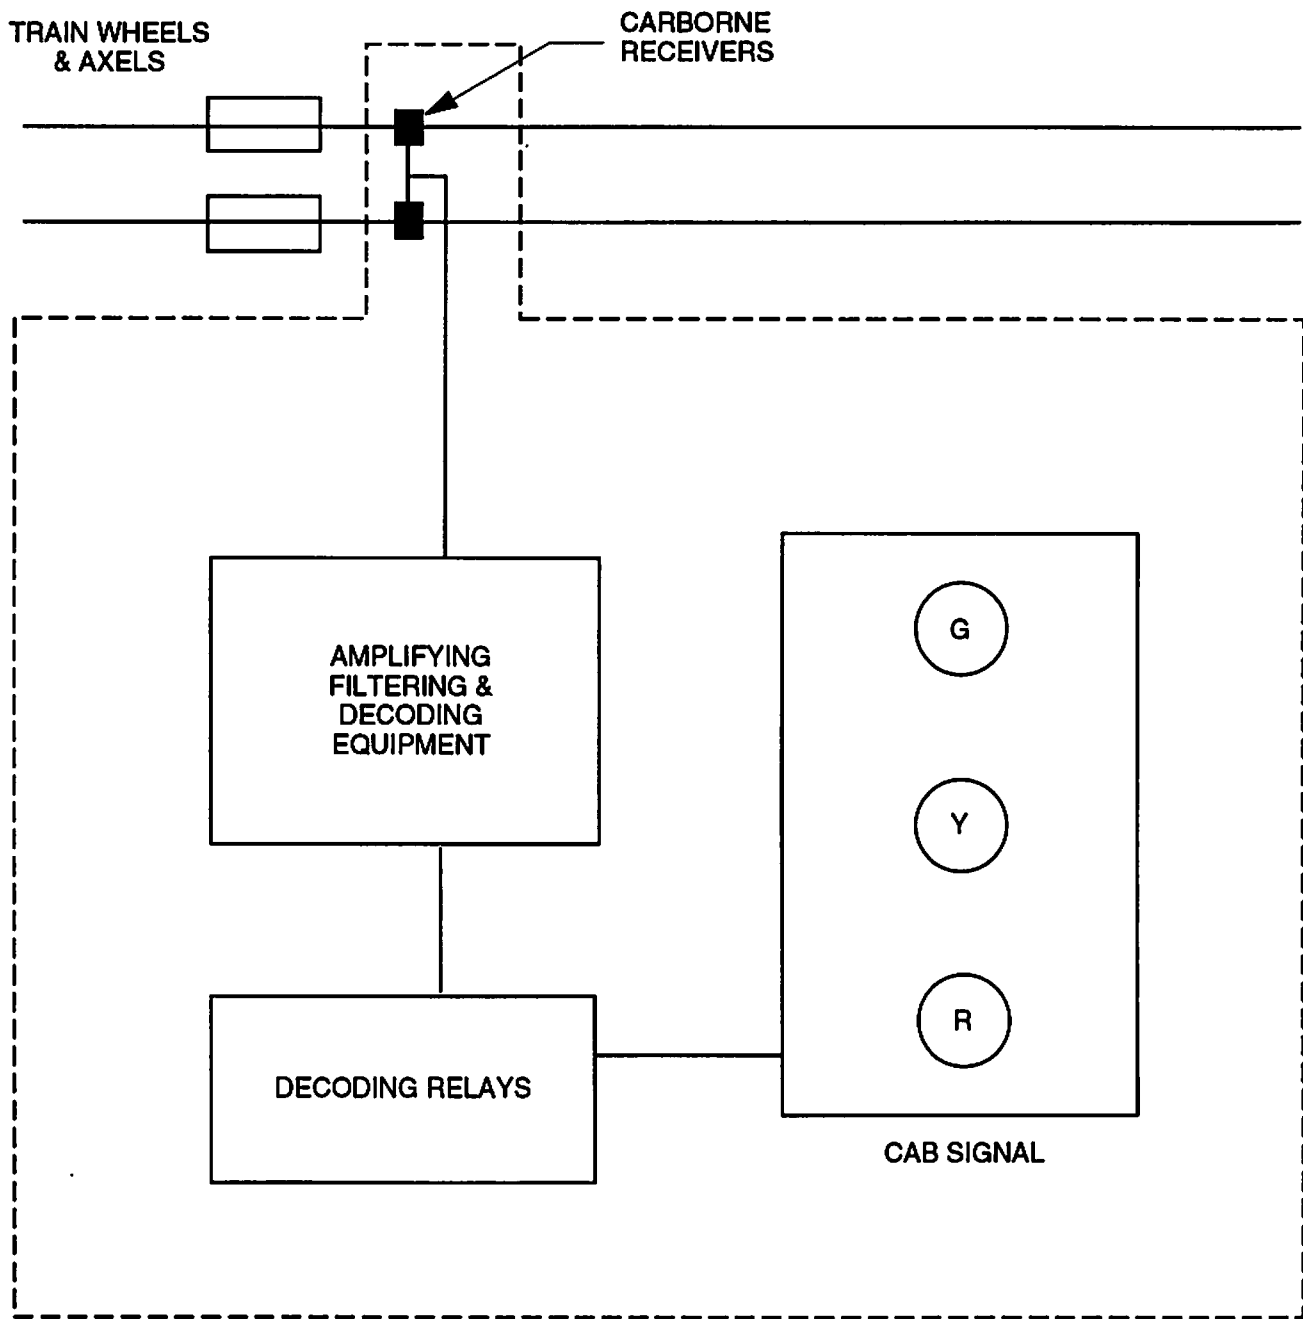 TRAIN WHEELS
& AXELS
CARBORNE
RECEIVERS
AMPLIFYING
FILTERING &
DECODING
EQUIPMENT
G
Y
R
DECODING RELAYS
CAB SIGNAL